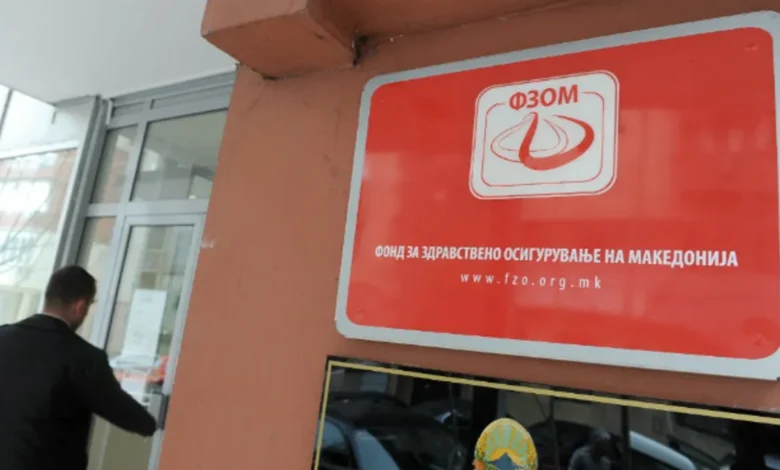 ФЗОМ
ФОНД ЗА ЗДРАВСТВЕНО ОСИГУРУВАЊЕ НА МАКЕДОНИЈА
www.fzo.org.mk